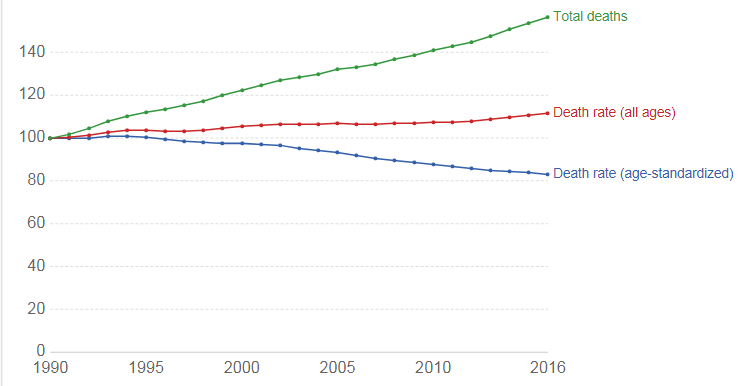 Total deaths
140
120
Death rate (all ages)
100
80
Death rate (age-standardized)
60
40
20
0
1990 1995 2000 2005 2010 2016